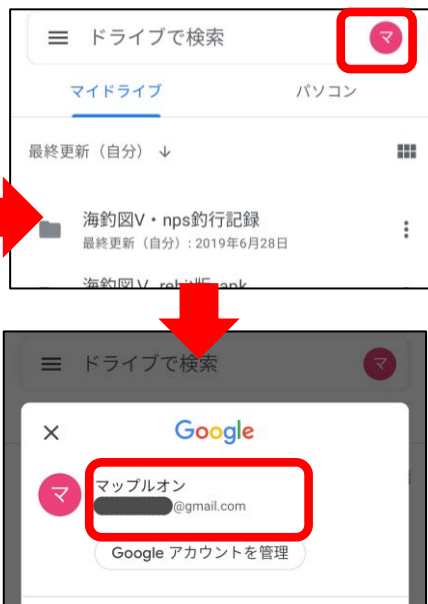 ドライブで検索
マ
マイドライブ パソコン
最終更新（自分） ↓
海釣図V・nps釣行記録
最終更新（自分）: 2019年6月28日
海釣図V
ドライブで検索
マ
× Google
マ
マップルオン
@gmail.com
Google アカウントを管理